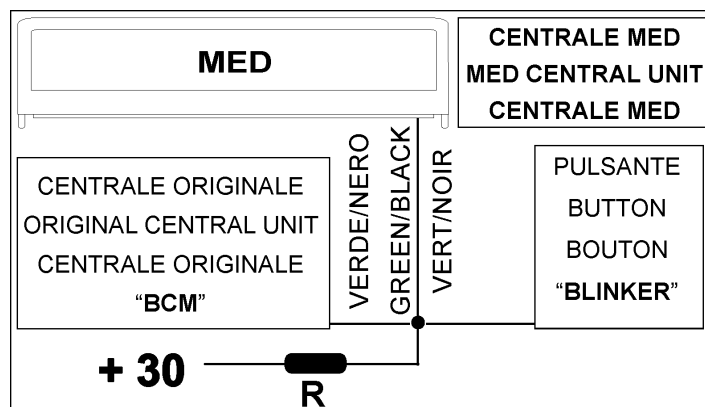 MED
CENTRALE MED
MED CENTRAL UNIT
CENTRALE MED
CENTRALE ORIGINALE
ORIGINAL CENTRAL UNIT
CENTRALE ORIGINALE
“BCM”
VERDE/NERO
GREEN/BLACK
VERT/NOIR
PULSANTE
BUTTON
BOUTON
“BLINKER”
+ 30
R